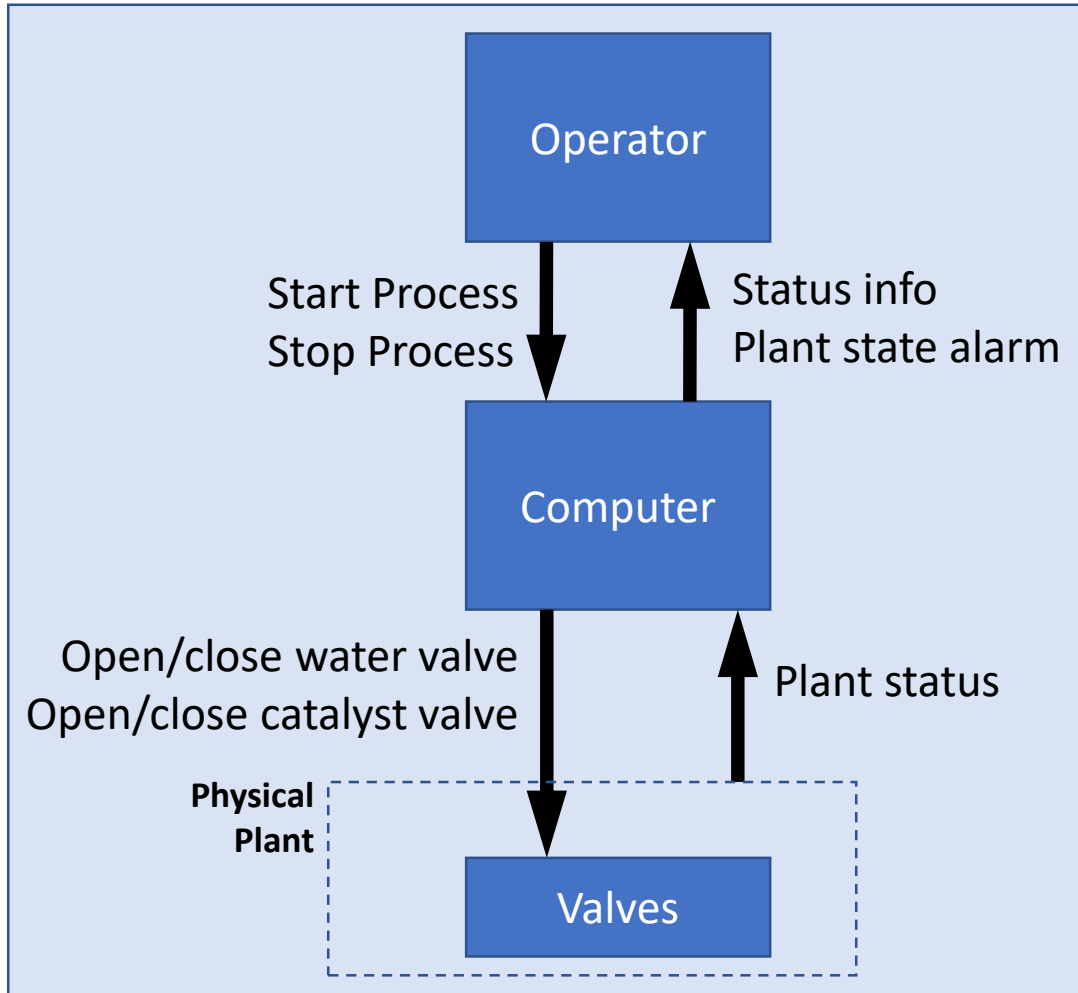 Operator
Start Process
Stop Process
Status info
Plant state alarm
Computer
Open/close water valve
Open/close catalyst valve
Plant status
Physical
Plant
Valves